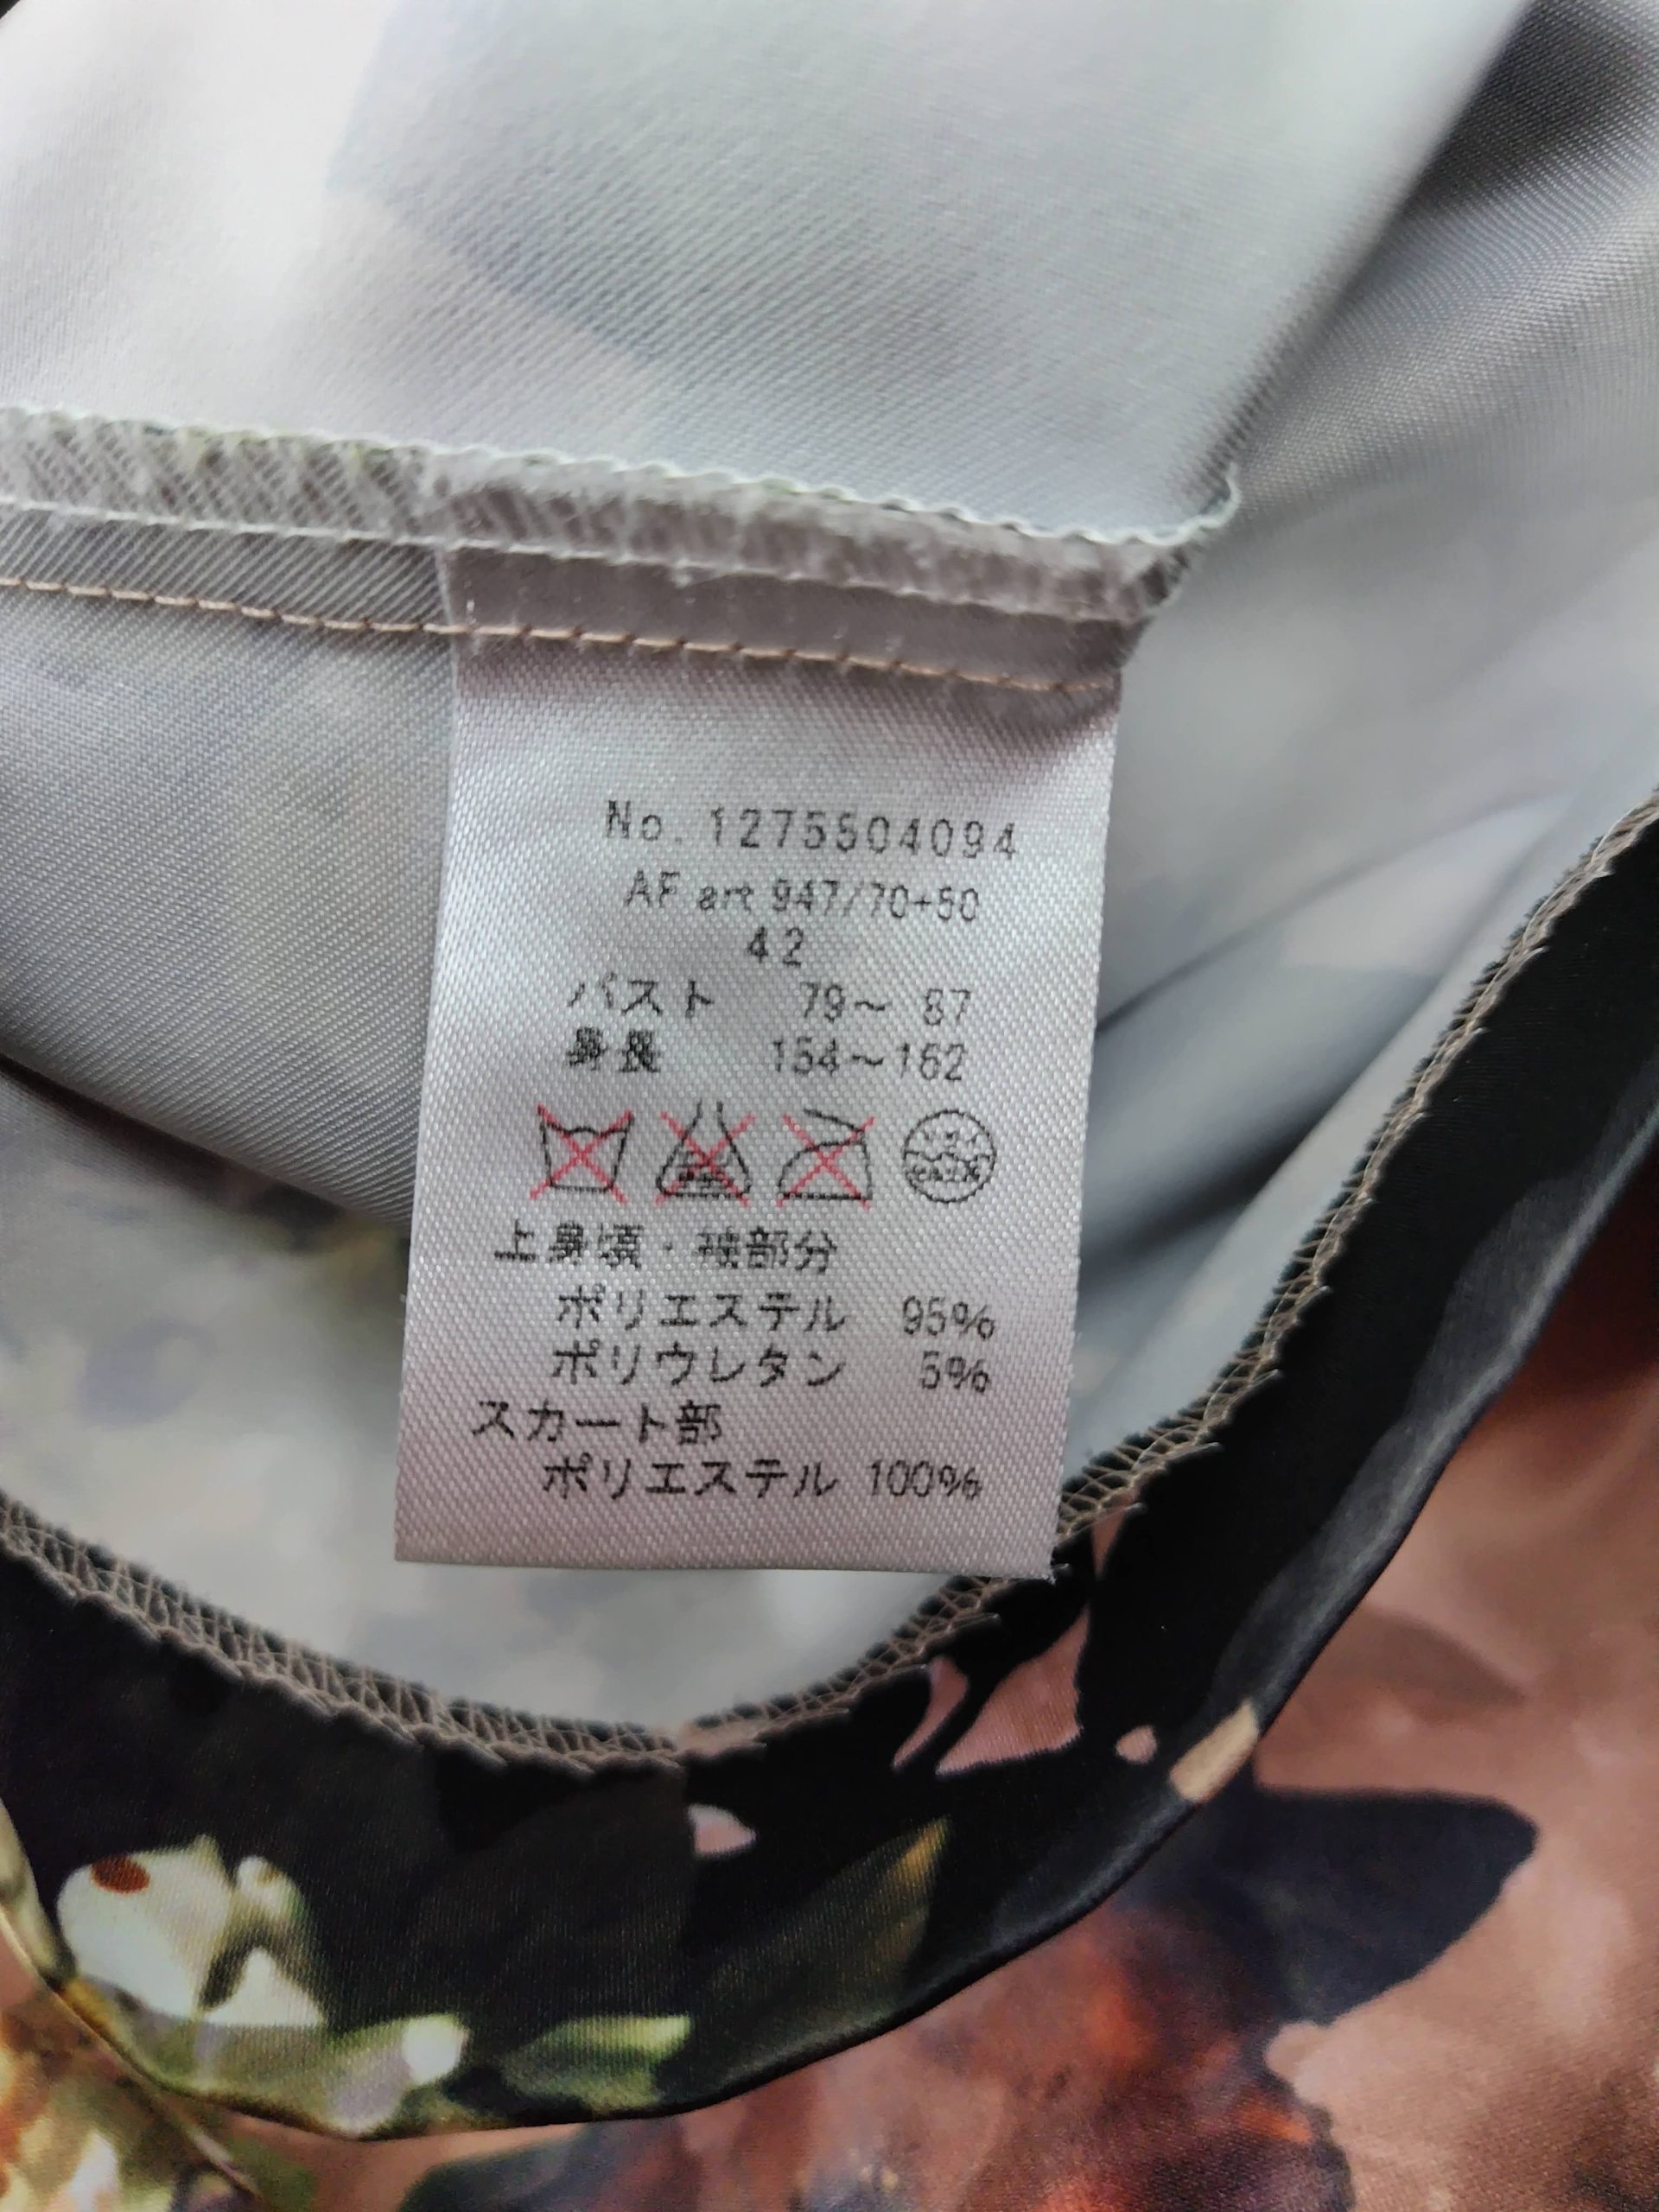 No. 1275504094
AF art 947/70+50
42
バスト 79～ 87
身長 154～162
上身頃・裾部分
ポリエステル 95%
ポリウレタン 5%
スカート部
ポリエステル 100%